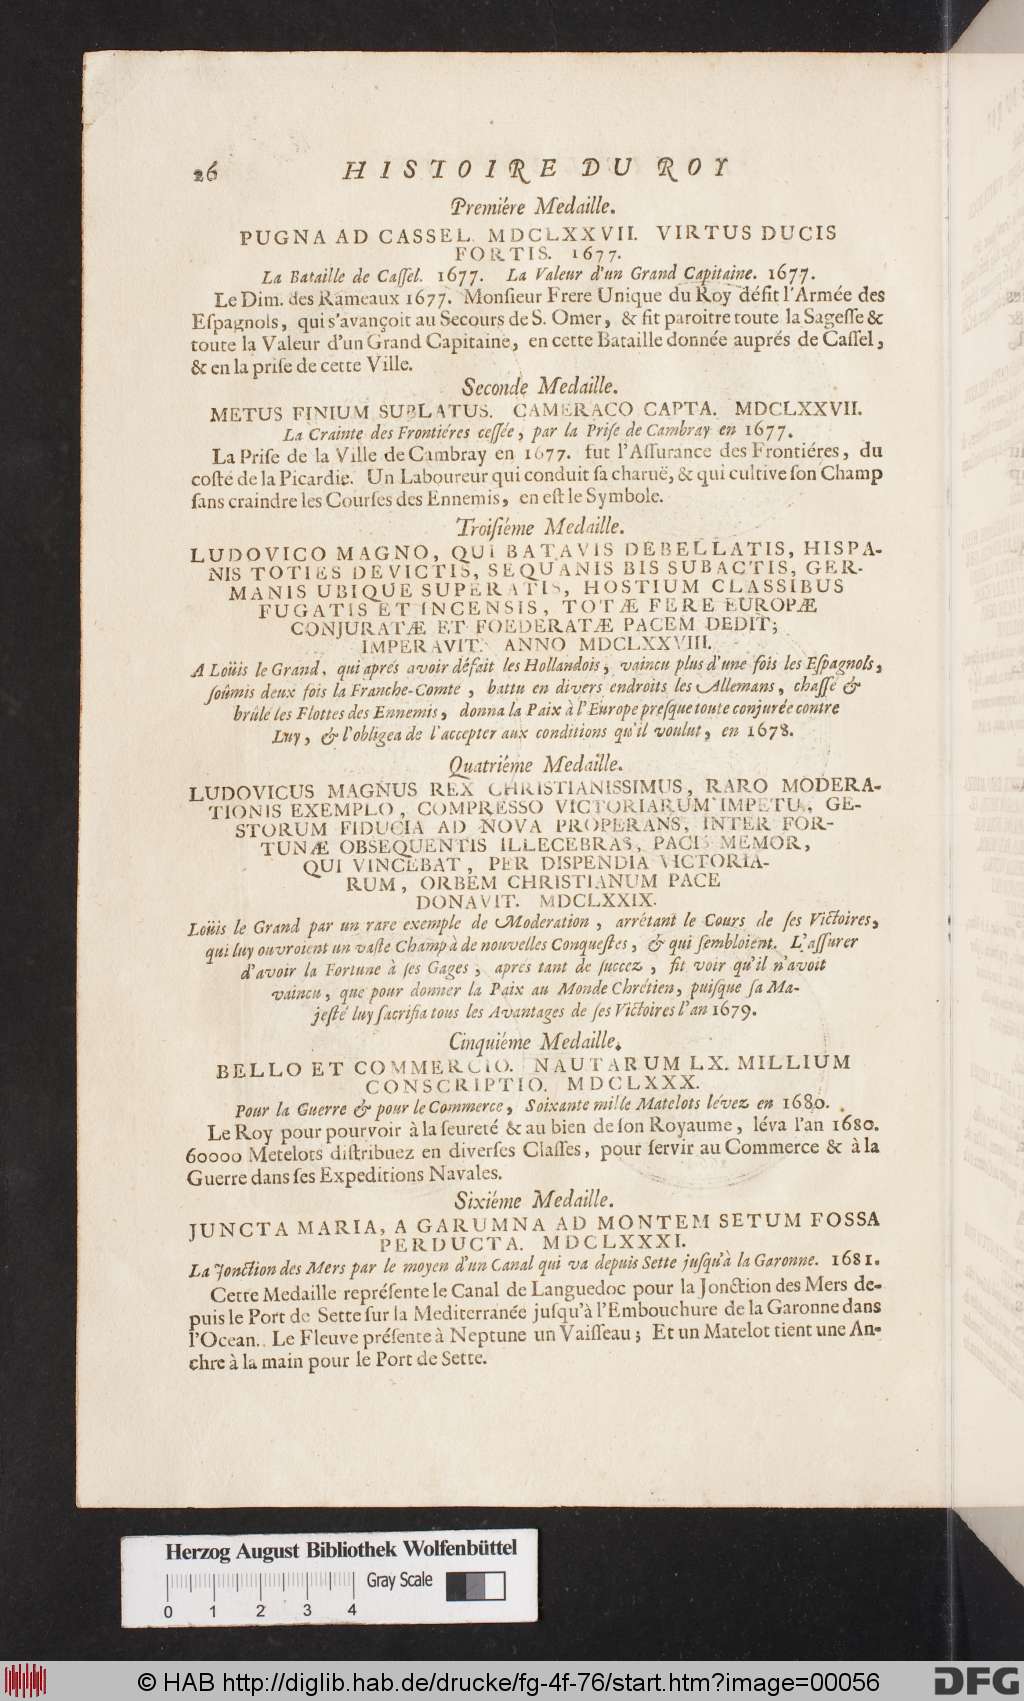 26 HISTOIRE DU ROY
Premiére Medaille.
PUGNA AD CASSEL. MDCLXXVII. VIRTUS DUCIS
FORTIS. 1677.
La Bataille de Caſſel. 1677. La Valeur d'un Grand Capitaine. 1677.
Le Dim. des Rameaux 1677. Monſieur Frere Unique du Roy défit l'Armée des
Eſpagnols, qui s'avançoit au Secours de S. Omer, & fit paroitre toute la Sageſſe &
toute la Valeur d'un Grand Capitaine, en cette Bataille donnée auprés de Caſſel,
& en la priſe de cette Ville.
Seconde Medaille.
METUS FINIUM SUBLATUS. CAMERACO CAPTA. MDCLXXVII.
La Crainte des Frontiéres ceſſée, par la Priſe de Cambray en 1677.
La Priſe de la Ville de Cambray en 1677. fut l'Aſſurance des Frontiéres, du
coſté de la Picardie. Un Laboureur qui conduit ſa charuë, & qui cultive ſon Champ
ſans craindre les Courſes des Ennemis, en eſt le Symbole.
Troiſiéme Medaille.
LUDOVICO MAGNO, QUI BATAVIS DEBELLATIS, HISPA-
NIS TOTIES DEVICTIS, SEQUANIS BIS SUBACTIS, GER-
MANIS UBIQUE SUPERATIS, HOSTIUM CLASSIBUS
FUGATIS ET INCENSIS, TOTÆ FERE EUROPÆ
CONJURATÆ ET FOEDERATÆ PACEM DEDIT;
IMPERAVIT. ANNO MDCLXXVIII.
A Loüis le Grand, qui aprés avoir défait les Hollandois, vaincu plus d'une fois les Eſpagnols,
ſoûmis deux fois la Franche-Comte, battu en divers endroits les Allemans, chaſſé &
brûlé les Flottes des Ennemis, donna la Paix à l'Europe preſque toute conjurée contre
Luy, & l'obligea de l'accepter aux conditions qu'il voulut, en 1678.
Quatriéme Medaille.
LUDOVICUS MAGNUS REX CHRISTIANISSIMUS, RARO MODERA-
TIONIS EXEMPLO, COMPRESSO VICTORIARUM IMPETU, GE-
STORUM FIDUCIA AD NOVA PROPERANS, INTER FOR-
TUNÆ OBSEQUENTIS ILLECEBRAS, PACIS MEMOR,
QUI VINCEBAT, PER DISPENDIA VICTORIA-
RUM, ORBEM CHRISTIANUM PACE
DONAVIT. MDCLXXIX.
Loüis le Grand par un rare exemple de Moderation, arrétant le Cours de ſes Victoires,
qui luy ouvroient un vaſte Champ à de nouvelles Conqueſtes, & qui ſembloient L'aſſurer
d'avoir la Fortune à ſes Gages, aprés tant de ſuccez, fit voir qu'il n'avoit
vaincu, que pour donner la Paix au Monde Chrétien, puiſque ſa Ma-
jeſté luy ſacrifia tous les Avantages de ſes Victoires l'an 1679.
Cinquiéme Medaille.
BELLO ET COMMERCIO. NAUTARUM LX. MILLIUM
CONSCRIPTIO. MDCLXXX.
Pour la Guerre & pour le Commerce, Soixante mille Matelots lévez en 1680.
Le Roy pour pourvoir à la ſeureté & au bien de ſon Royaume, léva l'an 1680.
60000 Metelots diſtribuez en diverſes Claſſes, pour ſervir au Commerce & à la
Guerre dans ſes Expeditions Navales.
Sixiéme Medaille.
JUNCTA MARIA, A GARUMNA AD MONTEM SETUM FOSSA
PERDUCTA. MDCLXXXI.
La Jonction des Mers par le moyen d'un Canal qui va depuis Sette juſqu'à la Garonne. 1681.
Cette Medaille repréſente le Canal de Languedoc pour la Jonction des Mers de-
puis le Port de Sette ſur la Mediterranée juſqu'à l'Embouchure de la Garonne dans
l'Ocean. Le Fleuve préſente à Neptune un Vaiſſeau; Et un Matelot tient une An-
chre à la main pour le Port de Sette.
Herzog August Bibliothek Wolfenbüttel
Gray Scale
0 1 2 3 4
© HAB http://diglib.hab.de/drucke/fg-4f-76/start.htm?image=00056
DFG